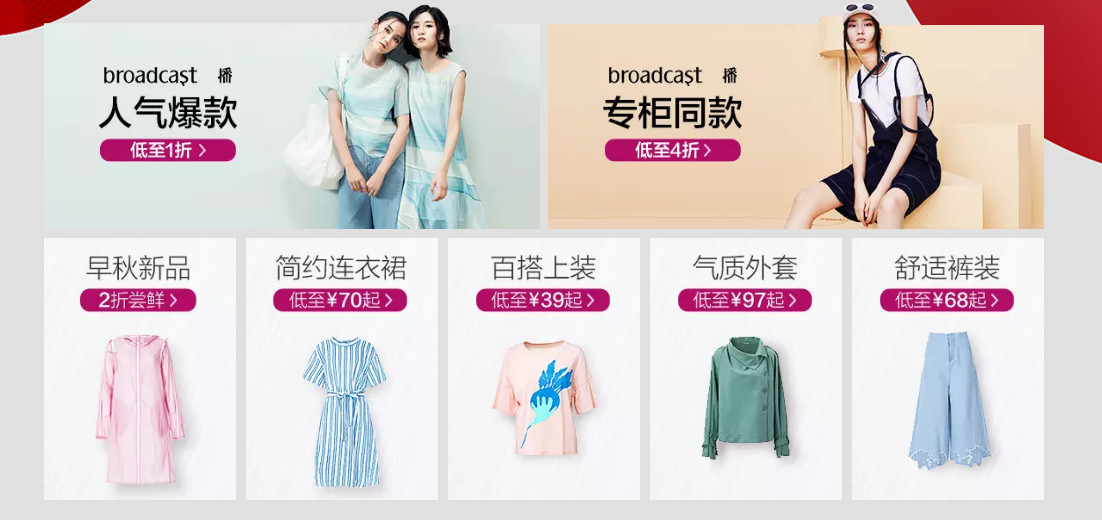 broadcast 播
人气爆款
低至1折 >
broadcast 播
专柜同款
低至4折 >
早秋新品
2折尝鲜 >
简约连衣裙
低至¥70起 >
百搭上装
低至¥39起 >
气质外套
低至¥97起 >
舒适裤装
低至¥68起 >